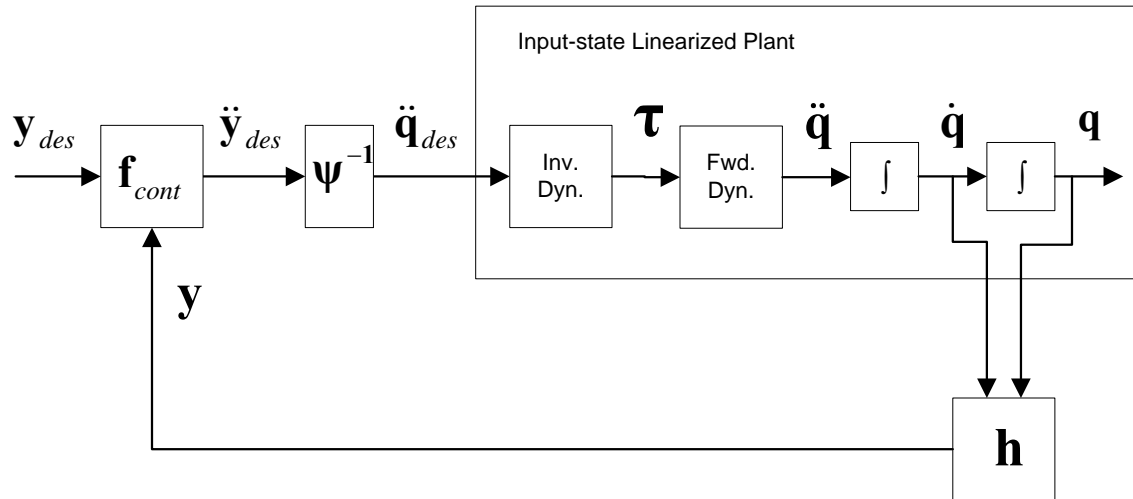 Input-state Linearized Plant
y_des
f_cont
ÿ_des
ψ⁻¹
q̈_des
Inv.
Dyn.
τ
Fwd.
Dyn.
q̈
∫
q̇
∫
q
y
h